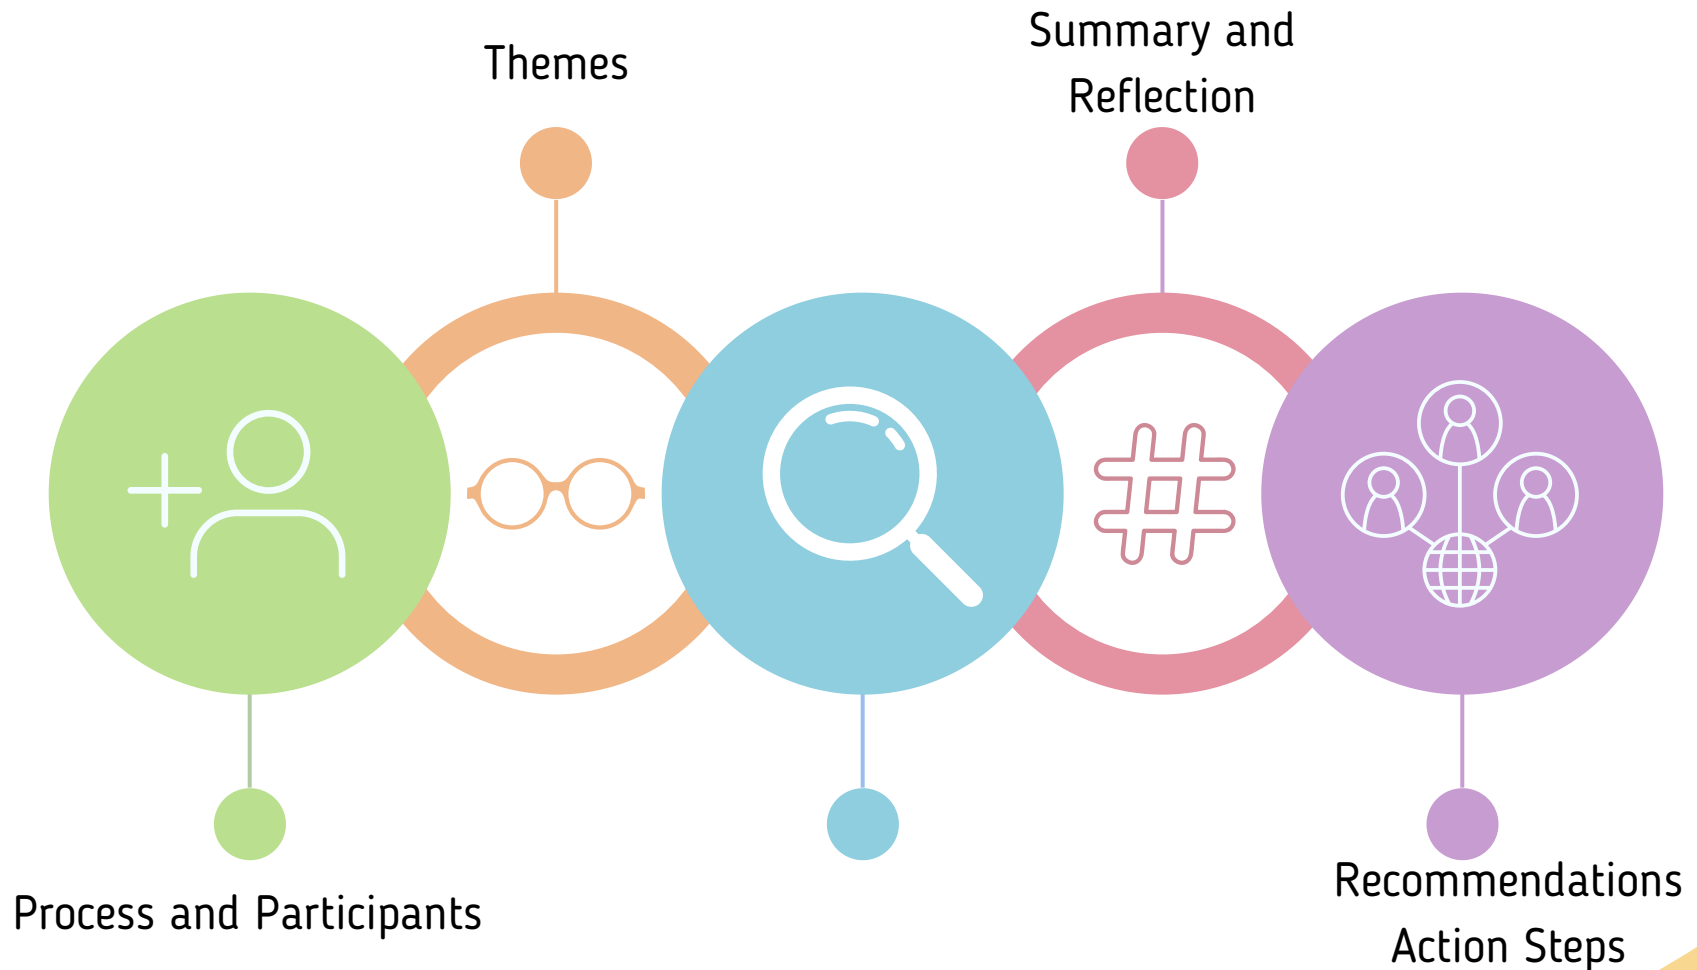 Themes
Summary and
Reflection
Process and Participants
Recommendations
Action Steps